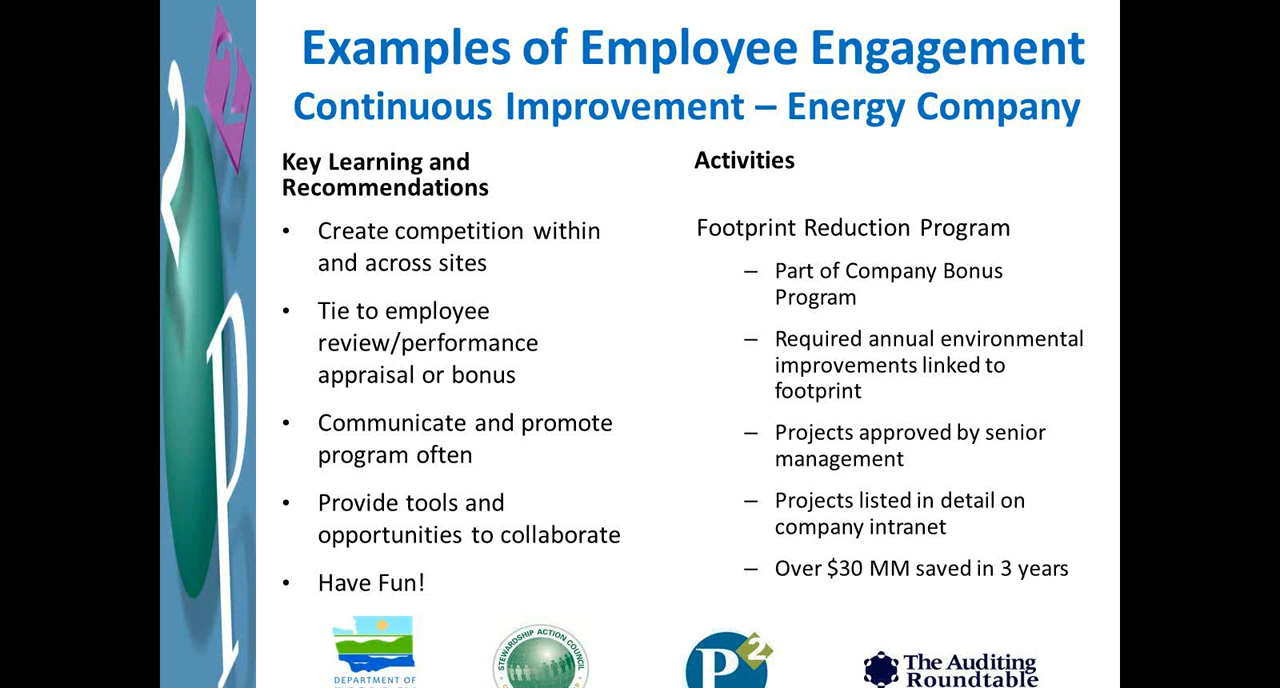 Examples of Employee Engagement
Continuous Improvement – Energy Company
Key Learning and
Recommendations
• Create competition within
and across sites
• Tie to employee
review/performance
appraisal or bonus
• Communicate and promote
program often
• Provide tools and
opportunities to collaborate
• Have Fun!
Activities
Footprint Reduction Program
– Part of Company Bonus
Program
– Required annual environmental
improvements linked to
footprint
– Projects approved by senior
management
– Projects listed in detail on
company intranet
– Over $30 MM saved in 3 years
2
P
2
DEPARTMENT OF
STEWARDSHIP ACTION COUNCIL
P2
The Auditing
Roundtable